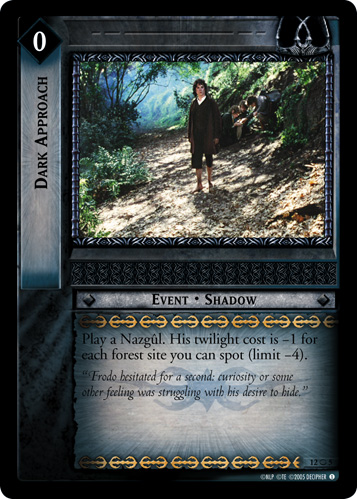 0
DARK APPROACH
EVENT • SHADOW
Play a Nazgûl. His twilight cost is –1 for
each forest site you can spot (limit –4).
“Frodo hesitated for a second: curiosity or some
other feeling was struggling with his desire to hide.”
©NLP ©TE ©2005 DECIPHER